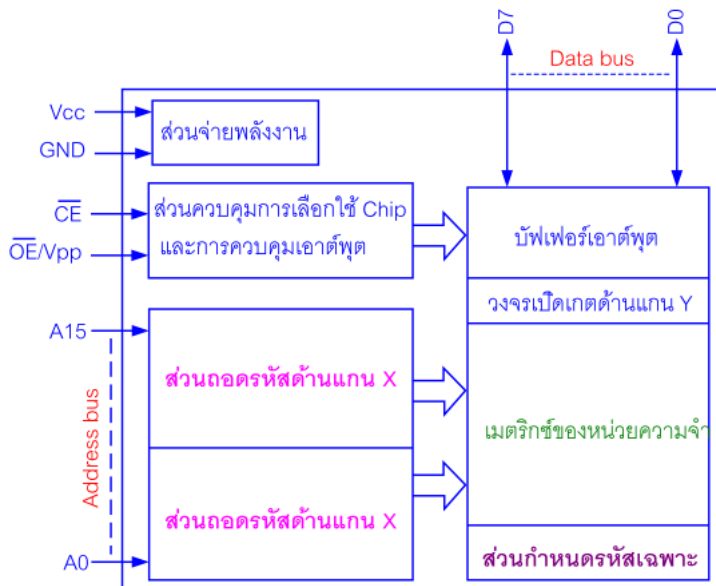 D7
D0
Data bus
Vcc
GND
ส่วนจ่ายพลังงาน
CE
OE/Vpp
ส่วนควบคุมการเลือกใช้ Chip
และการควบคุมเอาต์พุต
บัฟเฟอร์เอาต์พุต
วงจรเปิดเกตด้านแกน Y
A15
Address bus
A0
ส่วนถอดรหัสด้านแกน X
ส่วนถอดรหัสด้านแกน X
เมตริกซ์ของหน่วยความจำ
ส่วนกำหนดรหัสเฉพาะ